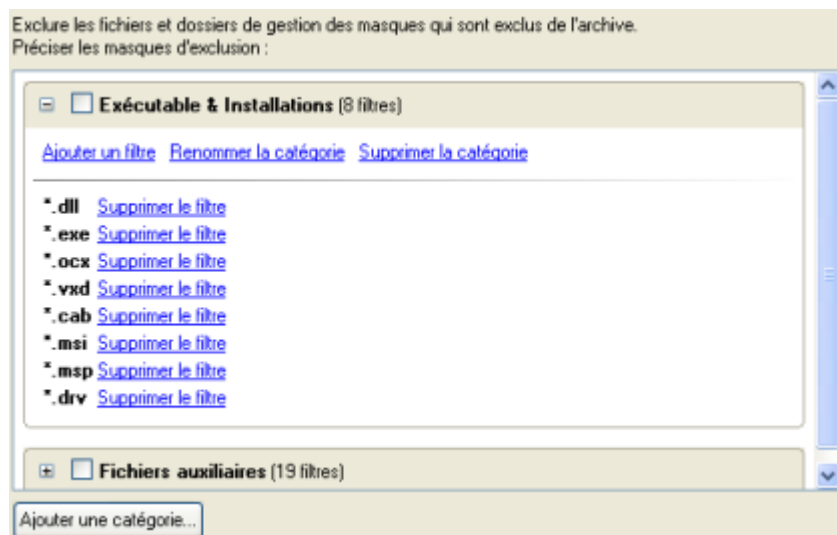 Exclure les fichiers et dossiers de gestion des masques qui sont exclus de l'archive.
Préciser les masques d'exclusion :
Exécutable & Installations (8 filtres)
Ajouter un filtre Renommer la catégorie Supprimer la catégorie
*.dll Supprimer le filtre
*.exe Supprimer le filtre
*.ocx Supprimer le filtre
*.vxd Supprimer le filtre
*.cab Supprimer le filtre
*.msi Supprimer le filtre
*.msp Supprimer le filtre
*.drv Supprimer le filtre
Fichiers auxiliaires (19 filtres)
Ajouter une catégorie...